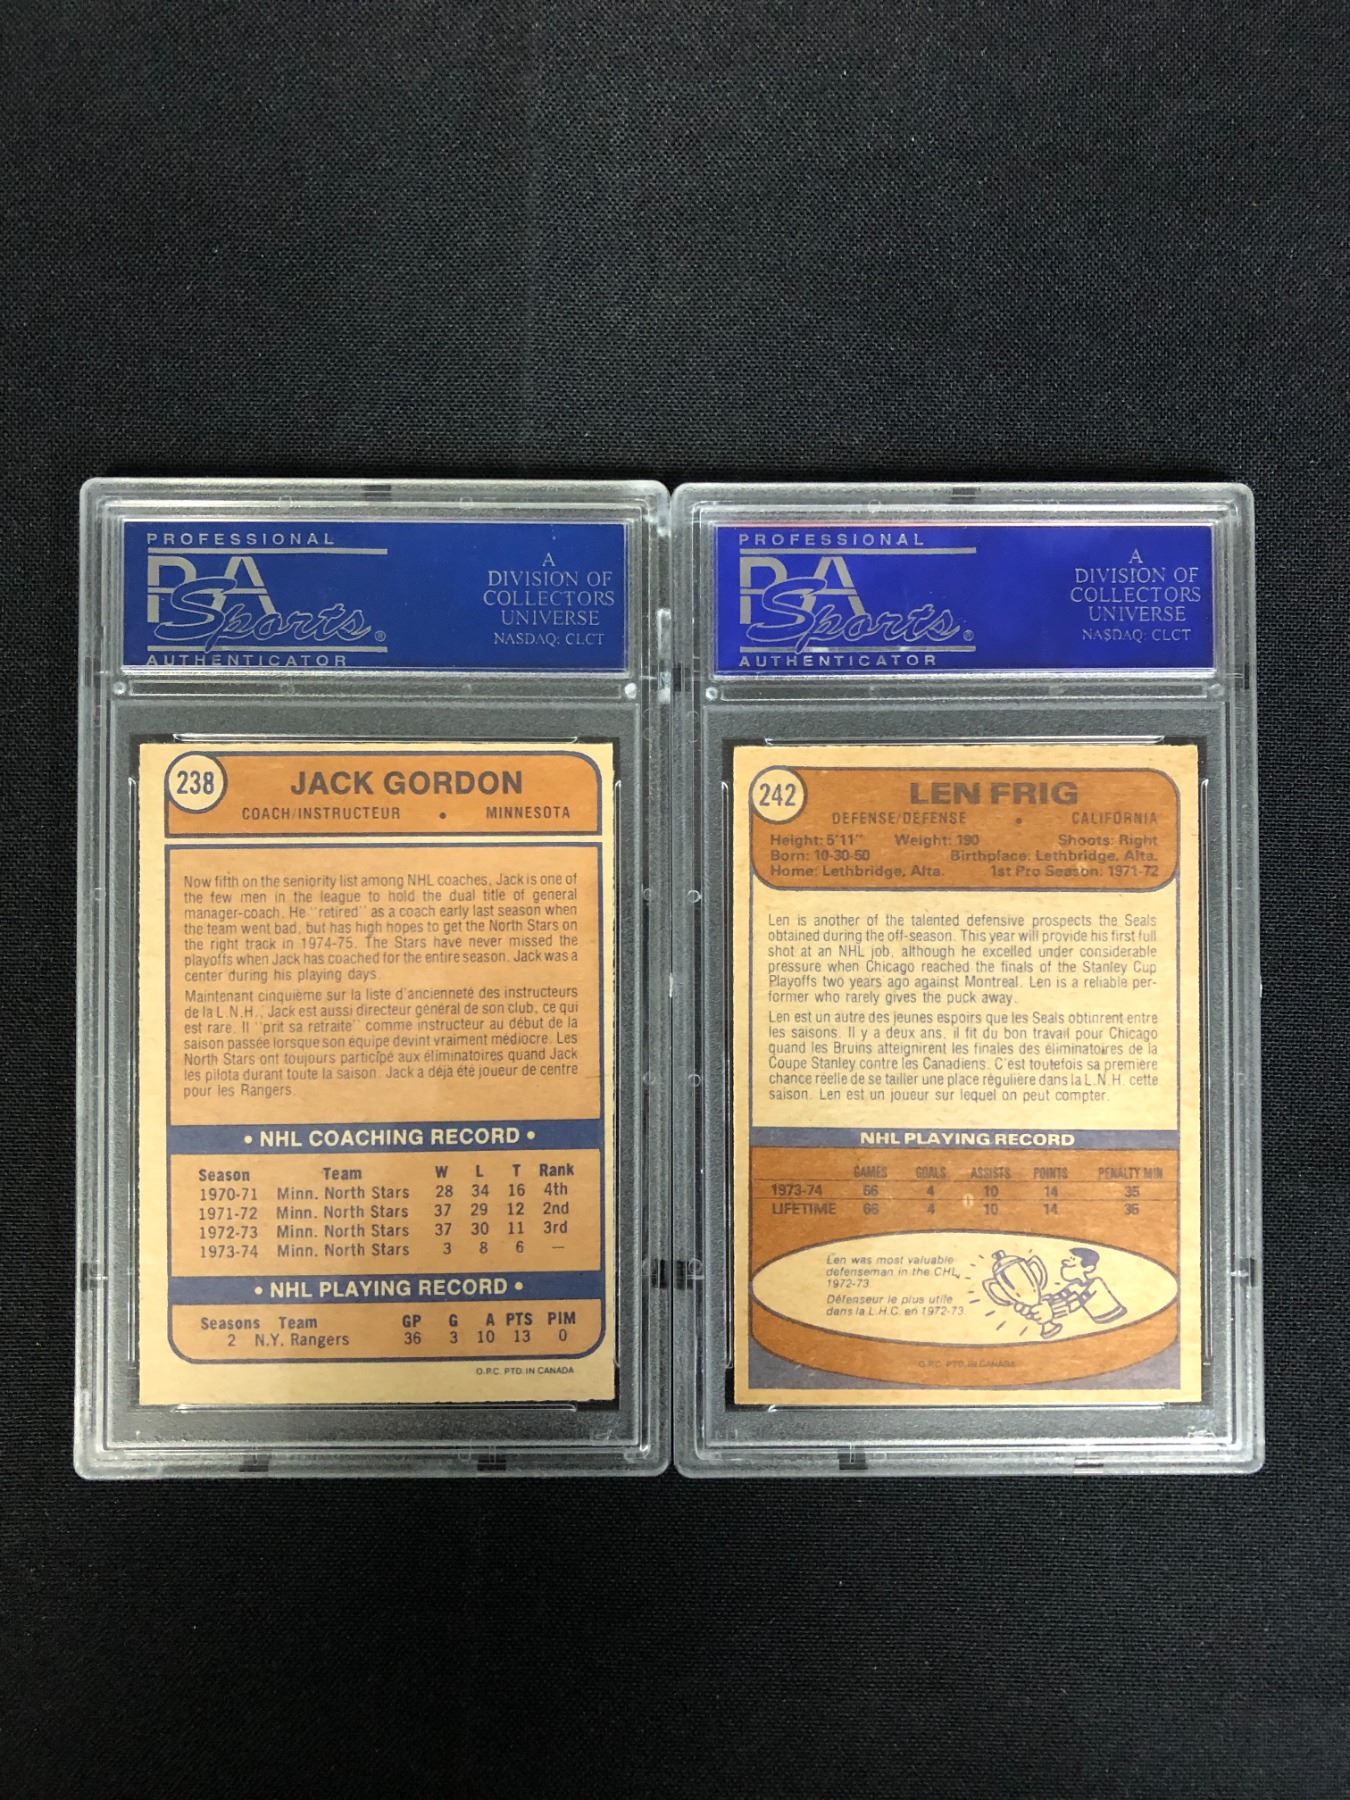 PROFESSIONAL
PSA
Sports®
AUTHENTICATOR
A
DIVISION OF
COLLECTORS
UNIVERSE
NASDAQ: CLCT
238
JACK GORDON
COACH/INSTRUCTEUR • MINNESOTA
Now fifth on the seniority list among NHL coaches, Jack is one of
the few men in the league to hold the dual title of general
manager-coach. He "retired" as a coach early last season when
the team went bad, but has high hopes to get the North Stars on
the right track in 1974-75. The Stars have never missed the
playoffs when Jack has coached for the entire season. Jack was a
center during his playing days.
Maintenant cinquième sur la liste d'ancienneté des instructeurs
de la L.N.H., Jack est aussi directeur général de son club, ce qui
est rare. Il "prit sa retraite" comme instructeur au début de la
saison passée lorsque son équipe devint vraiment médiocre. Les
North Stars ont toujours participé aux éliminatoires quand Jack
les pilota durant toute la saison. Jack a déjà été joueur de centre
pour les Rangers.
• NHL COACHING RECORD •
Season Team W L T Rank
1970-71 Minn. North Stars 28 34 16 4th
1971-72 Minn. North Stars 37 29 12 2nd
1972-73 Minn. North Stars 37 30 11 3rd
1973-74 Minn. North Stars 3 8 6 —
• NHL PLAYING RECORD •
Seasons Team GP G A PTS PIM
2 N.Y. Rangers 36 3 10 13 0
O.P.C. PTD. IN CANADA
PROFESSIONAL
PSA
Sports®
AUTHENTICATOR
A
DIVISION OF
COLLECTORS
UNIVERSE
NASDAQ: CLCT
242
LEN FRIG
DEFENSE/DEFENSE • CALIFORNIA
Height: 5'11" Weight: 190 Shoots: Right
Born: 10-30-50 Birthplace: Lethbridge, Alta.
Home: Lethbridge, Alta. 1st Pro Season: 1971-72
Len is another of the talented defensive prospects the Seals
obtained during the off-season. This year will provide his first full
shot at an NHL job, although he excelled under considerable
pressure when Chicago reached the finals of the Stanley Cup
Playoffs two years ago against Montreal. Len is a reliable per-
former who rarely gives the puck away.
Len est un autre des jeunes espoirs que les Seals obtinrent entre
les saisons. Il y a deux ans, il fit du bon travail pour Chicago
quand les Bruins atteignirent les finales des éliminatoires de la
Coupe Stanley contre les Canadiens. C'est toutefois sa première
chance réelle de se tailler une place régulière dans la L.N.H. cette
saison. Len est un joueur sur lequel on peut compter.
NHL PLAYING RECORD
GAMES GOALS ASSISTS POINTS PENALTY MIN
1973-74 66 4 10 14 35
LIFETIME 66 4 10 14 35
Len was most valuable
defenseman in the CHL,
1972-73.
Défenseur le plus utile
dans la L.H.C. en 1972-73.
O.P.C. PTD. IN CANADA